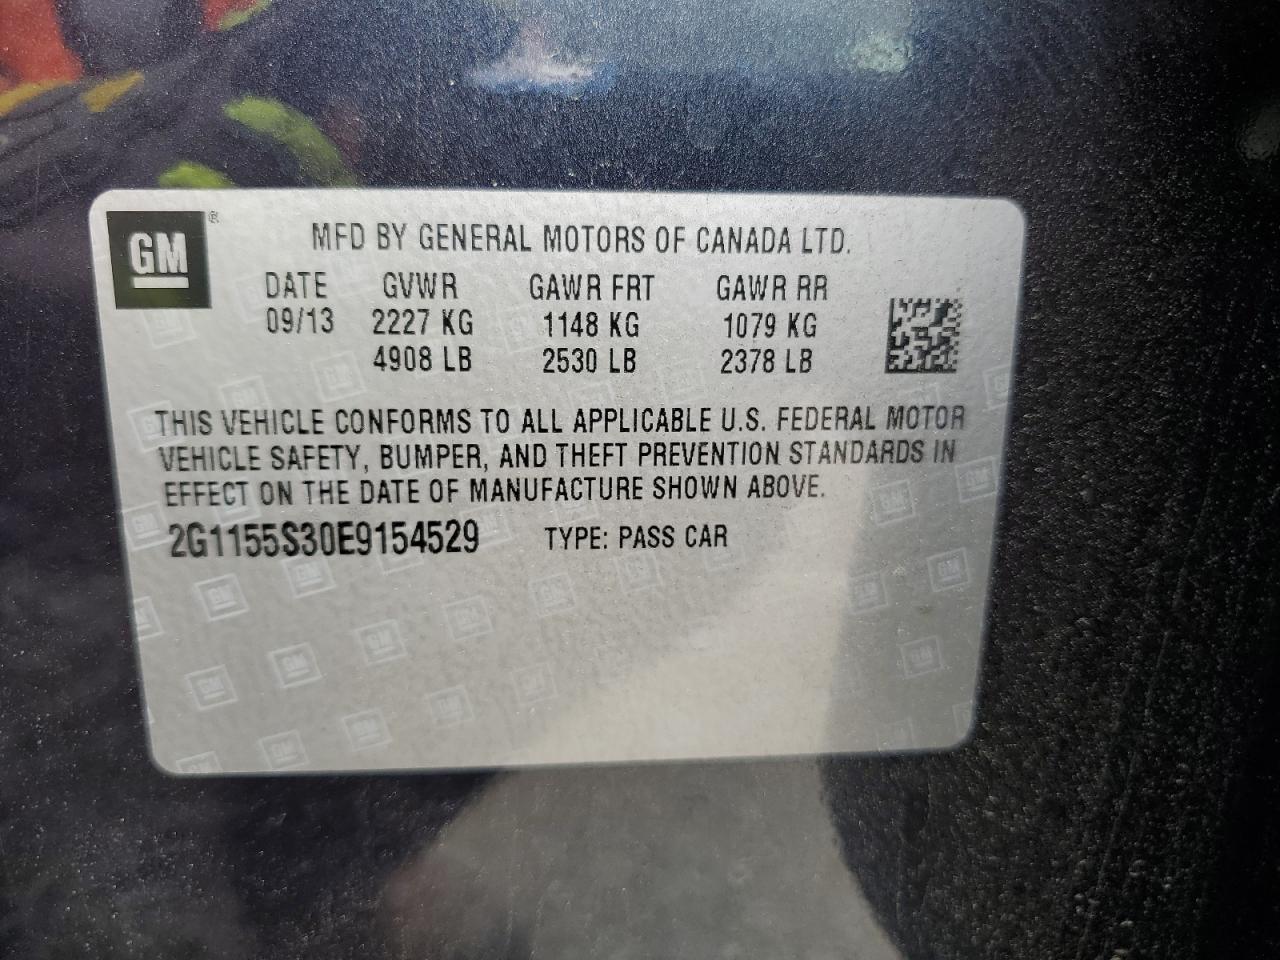 GM ®
MFD BY GENERAL MOTORS OF CANADA LTD.
DATE GVWR GAWR FRT GAWR RR
09/13 2227 KG 1148 KG 1079 KG
4908 LB 2530 LB 2378 LB
THIS VEHICLE CONFORMS TO ALL APPLICABLE U.S. FEDERAL MOTOR
VEHICLE SAFETY, BUMPER, AND THEFT PREVENTION STANDARDS IN
EFFECT ON THE DATE OF MANUFACTURE SHOWN ABOVE.
2G1155S30E9154529 TYPE: PASS CAR